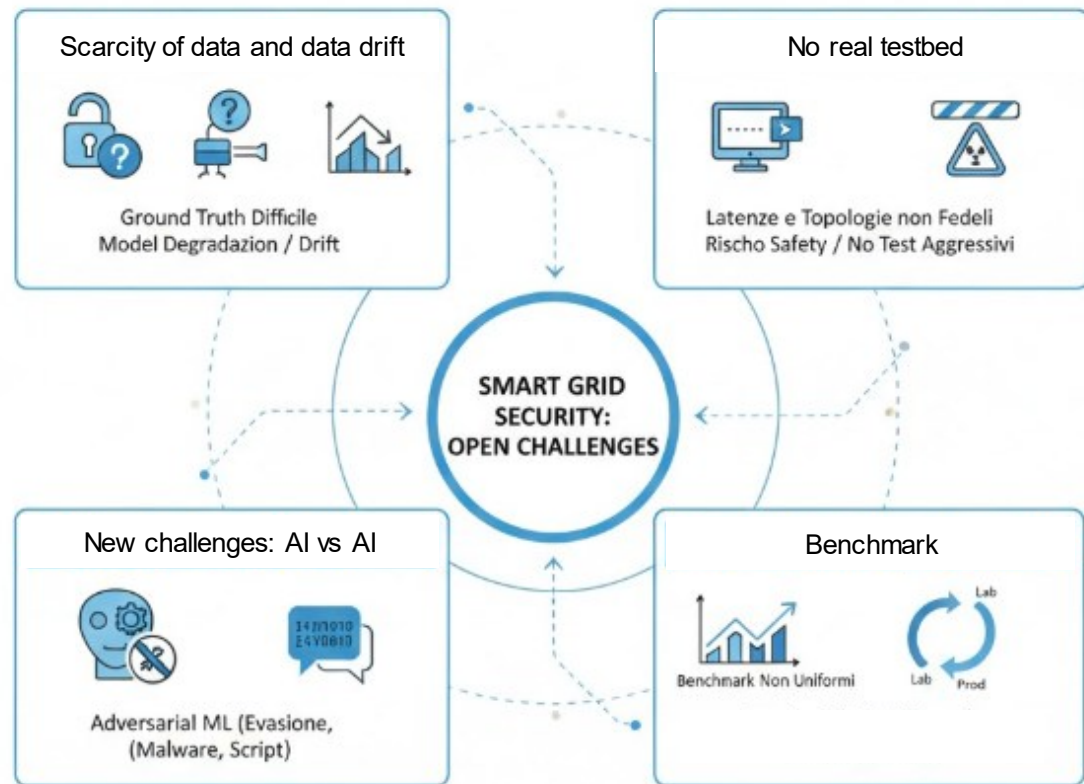 Scarcity of data and data drift
?
?
Ground Truth Difficile
Model Degradazion / Drift
No real testbed
Latenze e Topologie non Fedeli
Rischo Safety / No Test Aggressivi
SMART GRID
SECURITY:
OPEN CHALLENGES
New challenges: AI vs AI
Adversarial ML (Evasione,
(Malware, Script)
Benchmark
Benchmark Non Uniformi
Lab
Lab
Prod